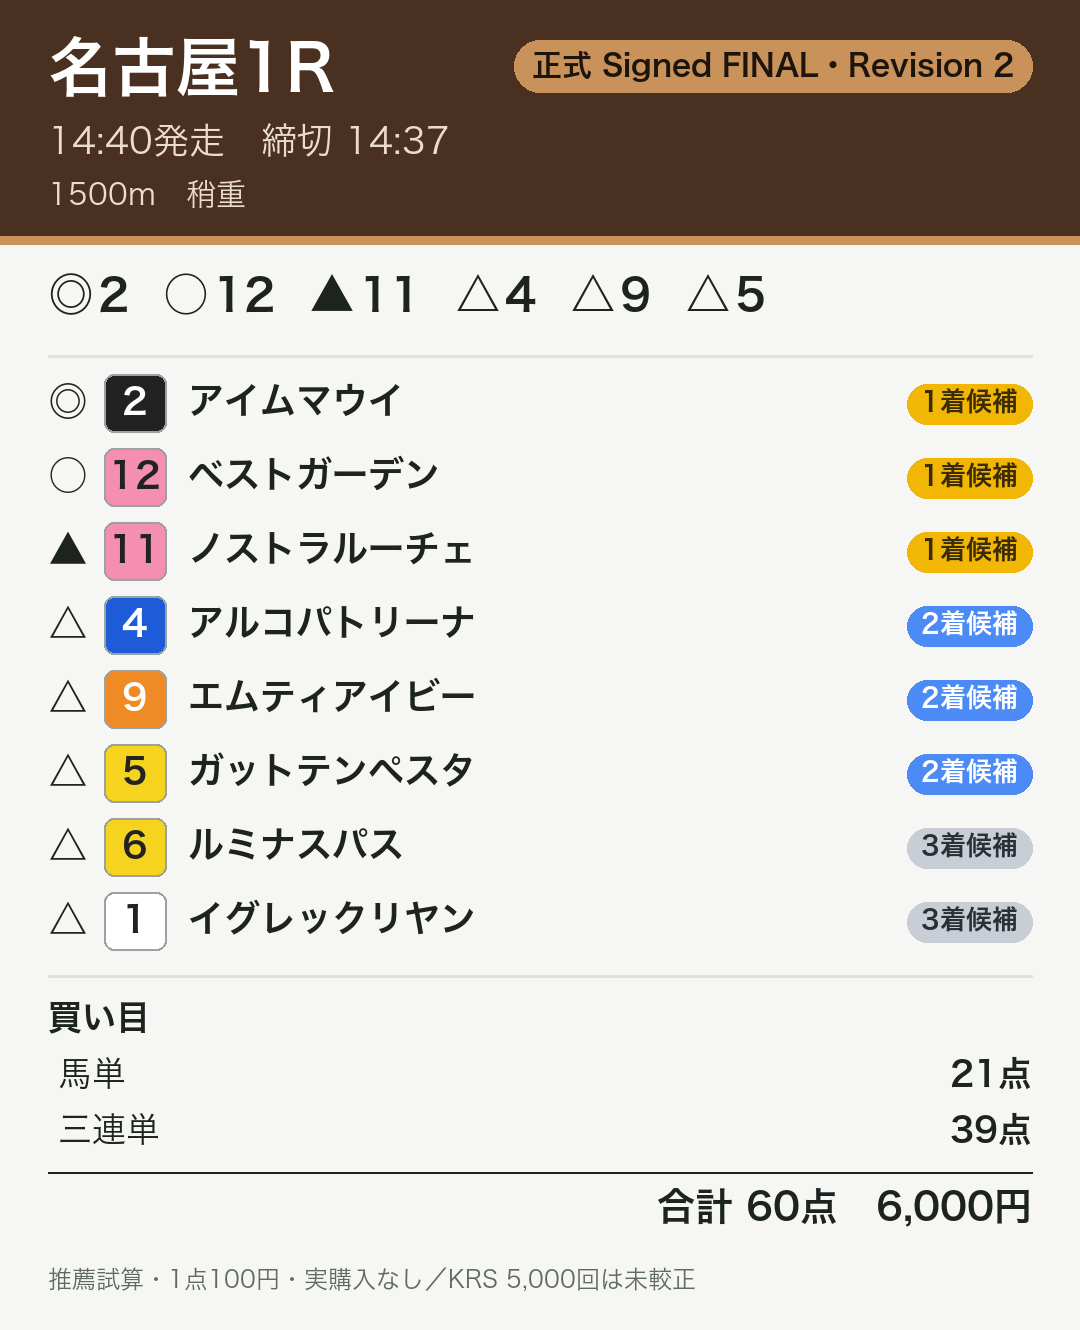 名古屋1R
正式 Signed FINAL・Revision 2
14:40発走　締切 14:37
1500m　稍重
◎2 ○12 ▲11 △4 △9 △5
◎ 2 アイムマウイ 1着候補
○ 12 ベストガーデン 1着候補
▲ 11 ノストラルーチェ 1着候補
△ 4 アルコパトリーナ 2着候補
△ 9 エムティアイビー 2着候補
△ 5 ガットテンペスタ 2着候補
△ 6 ルミナスパス 3着候補
△ 1 イグレックリヤン 3着候補
買い目
馬単 21点
三連単 39点
合計 60点　6,000円
推薦試算・1点100円・実購入なし／KRS 5,000回は未較正